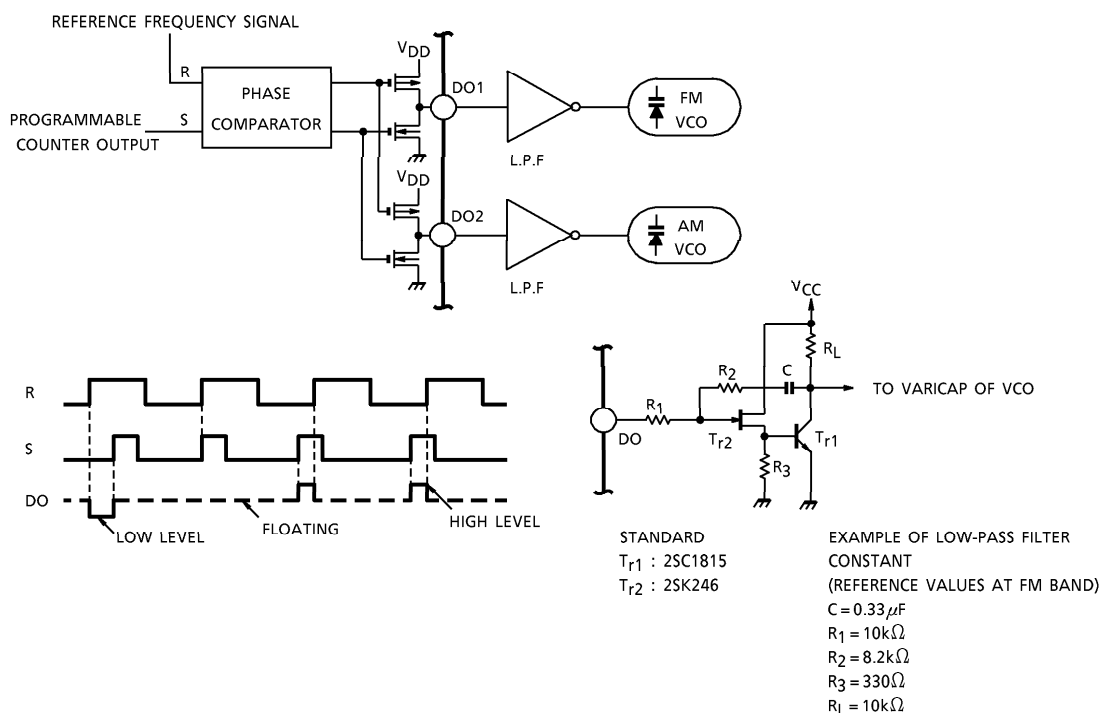 REFERENCE FREQUENCY SIGNAL
R
PHASE
COMPARATOR
PROGRAMMABLE
COUNTER OUTPUT
S
VDD
DO1
L.P.F
FM
VCO
VDD
DO2
L.P.F
AM
VCO
R
S
DO
LOW LEVEL
FLOATING
HIGH LEVEL
VCC
RL
R2
C
TO VARICAP OF VCO
R1
DO
Tr2
Tr1
R3
STANDARD
Tr1 : 2SC1815
Tr2 : 2SK246
EXAMPLE OF LOW-PASS FILTER
CONSTANT
(REFERENCE VALUES AT FM BAND)
C=0.33μF
R1=10kΩ
R2=8.2kΩ
R3=330Ω
RL=10kΩ